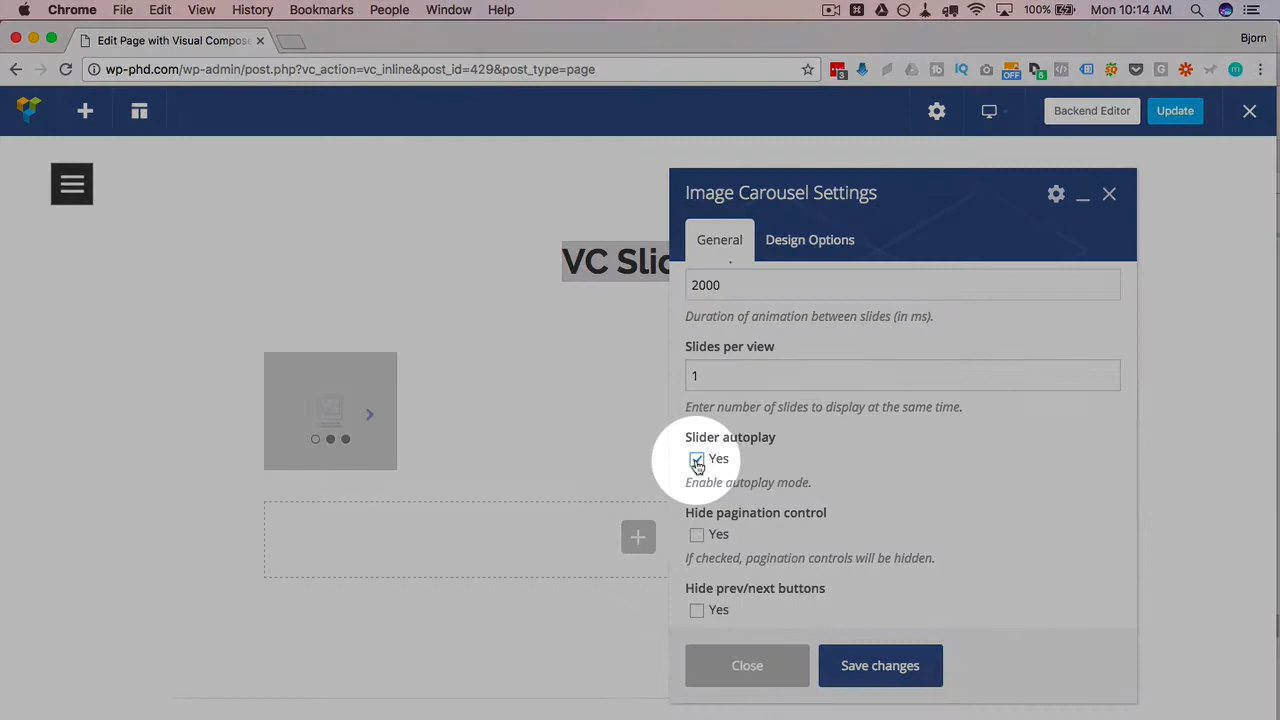 Chrome File Edit View History Bookmarks People Window Help 100% Mon 10:14 AM
Edit Page with Visual Compose
Bjorn
wp-phd.com/wp-admin/post.php?vc_action=vc_inline&post_id=429&post_type=page
3 OFF 5
Backend Editor Update
Image Carousel Settings
General Design Options
VC Slid
2000
Duration of animation between slides (in ms).
Slides per view
1
Enter number of slides to display at the same time.
Slider autoplay
Yes
Enable autoplay mode.
Hide pagination control
Yes
If checked, pagination controls will be hidden.
Hide prev/next buttons
Yes
Close Save changes